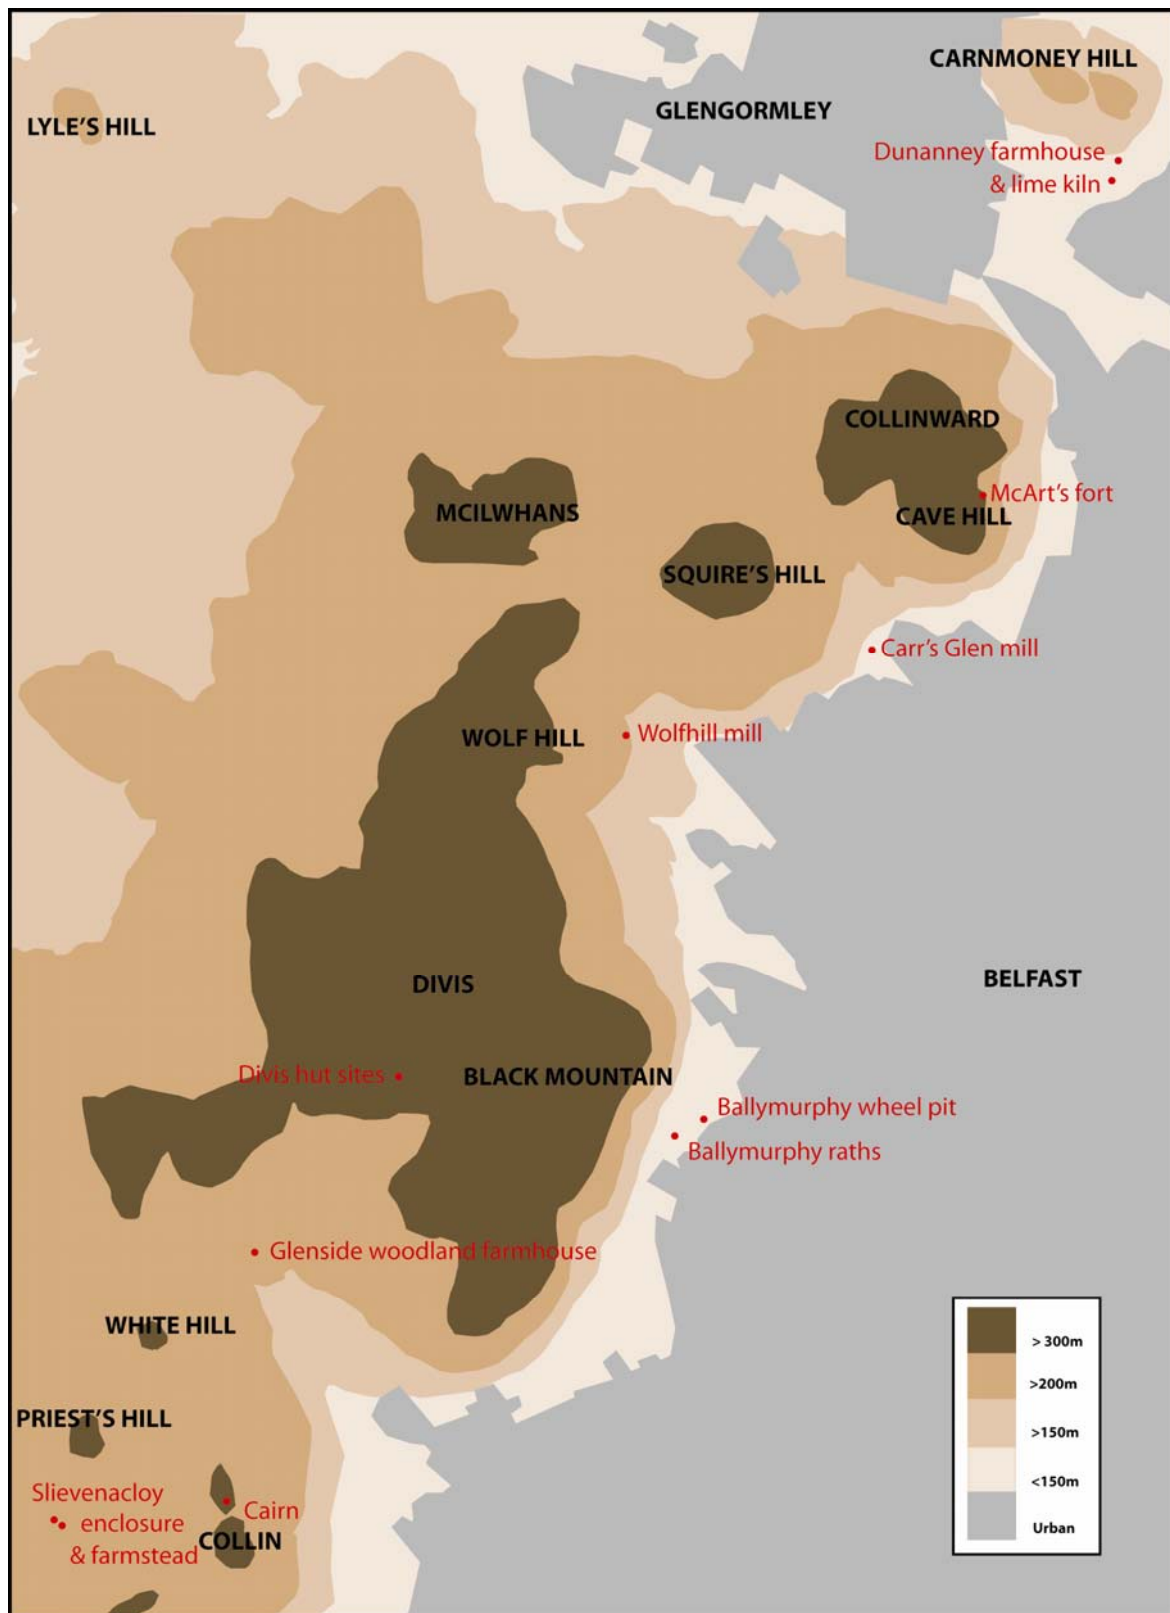 CARNMONEY HILL
GLENGORMLEY
LYLE'S HILL
Dunanney farmhouse
& lime kiln
COLLINWARD
McArt's fort
MCILWHANS
CAVE HILL
SQUIRE'S HILL
Carr's Glen mill
WOLF HILL
Wolfhill mill
DIVIS
BELFAST
Divis hut sites
BLACK MOUNTAIN
Ballymurphy wheel pit
Ballymurphy raths
Glenside woodland farmhouse
WHITE HILL
> 300m
>200m
PRIEST'S HILL
>150m
<150m
Slievenacloy
Cairn
enclosure
Urban
COLLIN
& farmstead